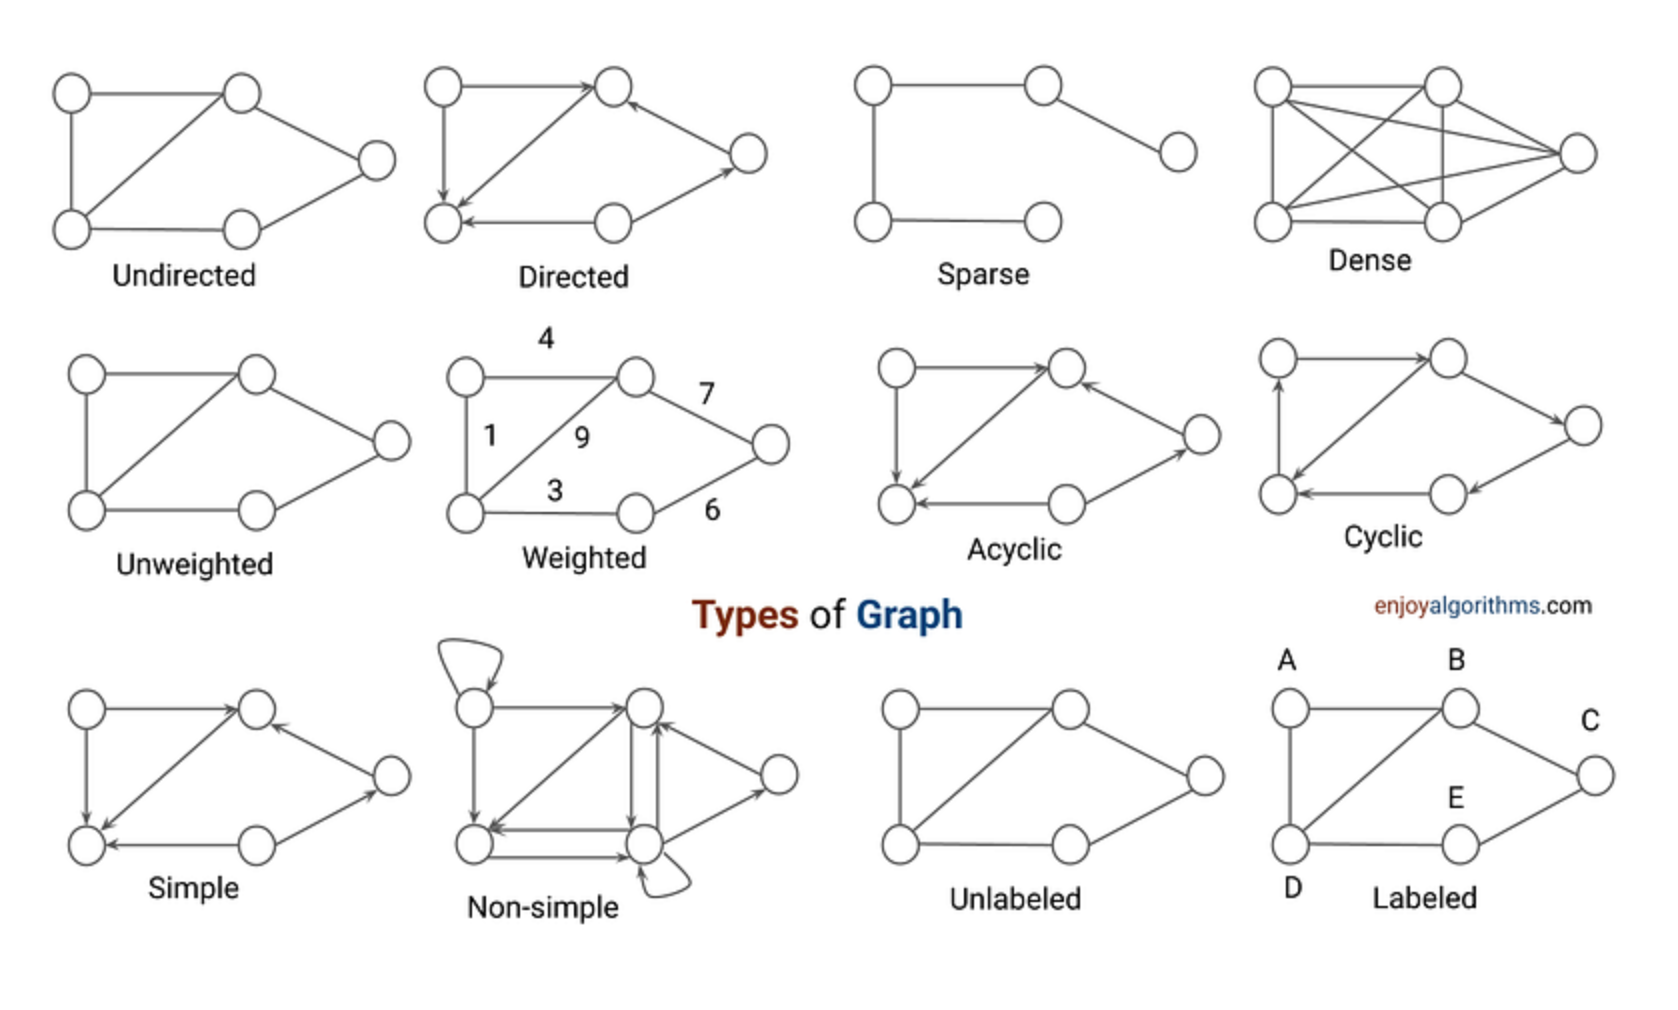 Undirected
Directed
Sparse
Dense
4
7
1
9
3
6
Unweighted
Weighted
Acyclic
Cyclic
Types of Graph
enjoyalgorithms.com
A
B
C
E
D
Simple
Non-simple
Unlabeled
Labeled